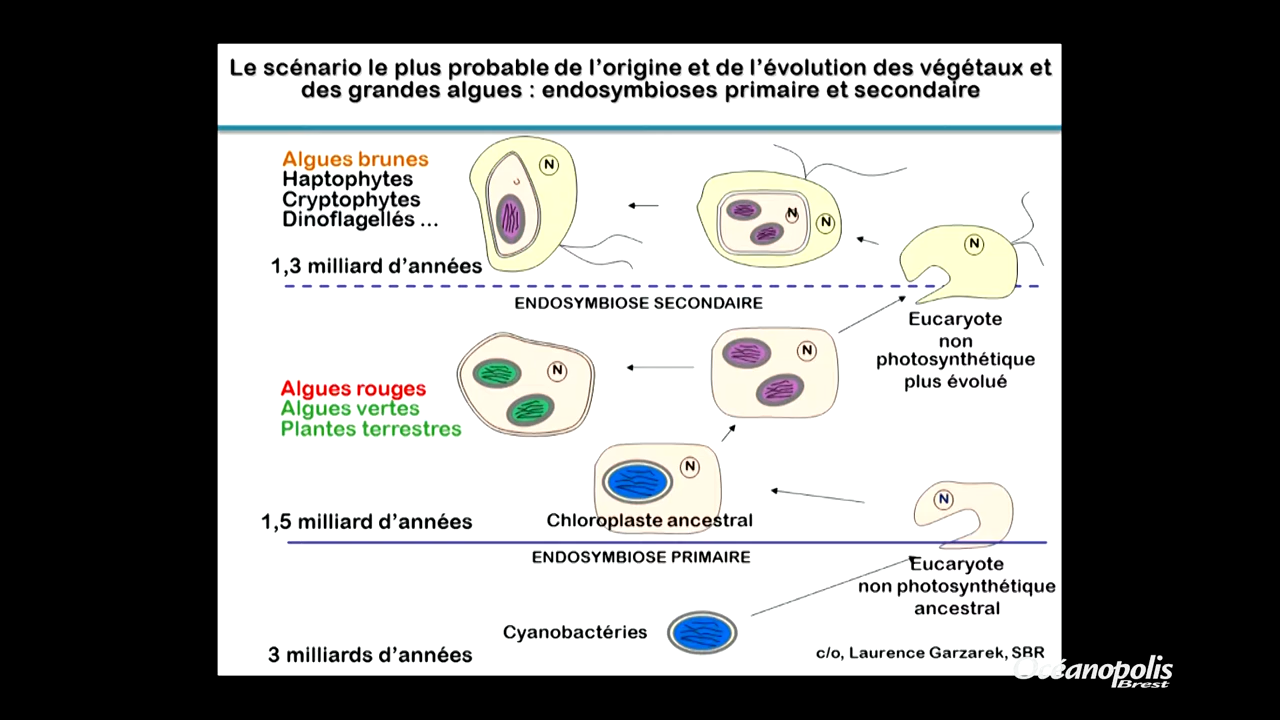 Le scénario le plus probable de l'origine et de l'évolution des végétaux et
des grandes algues : endosymbioses primaire et secondaire
Algues brunes
Haptophytes
Cryptophytes
Dinoflagellés ...
N
N
N
N
1,3 milliard d'années
ENDOSYMBIOSE SECONDAIRE
Eucaryote
non
photosynthétique
plus évolué
N
N
Algues rouges
Algues vertes
Plantes terrestres
N
N
1,5 milliard d'années
Chloroplaste ancestral
ENDOSYMBIOSE PRIMAIRE
Eucaryote
non photosynthétique
ancestral
Cyanobactéries
3 milliards d'années
c/o, Laurence Garzarek, SBR
Océanopolis
Brest